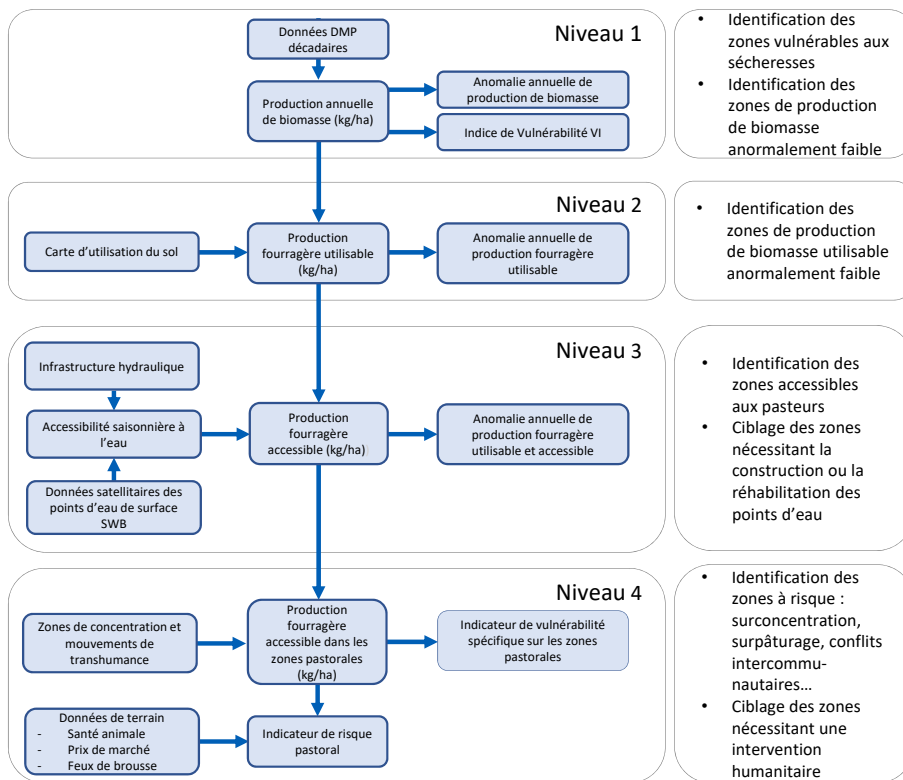 Niveau 1
Données DMP
décadaires
Production annuelle
de biomasse (kg/ha)
Anomalie annuelle de
production de biomasse
Indice de Vulnérabilité VI
• Identification des
zones vulnérables aux
sécheresses
• Identification des
zones de production
de biomasse
anormalement faible
Niveau 2
Carte d'utilisation du sol
Production
fourragère utilisable
(kg/ha)
Anomalie annuelle de
production fourragère
utilisable
• Identification des
zones de production
de biomasse utilisable
anormalement faible
Niveau 3
Infrastructure hydraulique
Accessibilité saisonnière à
l'eau
Données satellitaires des
points d'eau de surface
SWB
Production
fourragère
accessible (kg/ha)
Anomalie annuelle de
production fourragère
utilisable et accessible
• Identification des
zones accessibles
aux pasteurs
• Ciblage des zones
nécessitant la
construction ou la
réhabilitation des
points d'eau
Niveau 4
Zones de concentration et
mouvements de
transhumance
Production
fourragère
accessible dans les
zones pastorales
(kg/ha)
Indicateur de vulnérabilité
spécifique sur les zones
pastorales
Données de terrain
- Santé animale
- Prix de marché
- Feux de brousse
Indicateur de risque
pastoral
• Identification des
zones à risque :
surconcentration,
surpâturage, conflits
intercommu-
nautaires…
• Ciblage des zones
nécessitant une
intervention
humanitaire